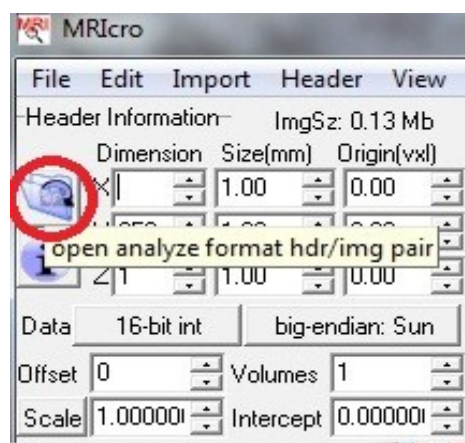 MRIcro
File Edit Import Header View
Header Information ImgSz: 0.13 Mb
Dimension Size(mm) Origin(vxl)
X 1.00 0.00
open analyze format hdr/img pair
Z 1 1.00 0.00
Data 16-bit int big-endian: Sun
Offset 0 Volumes 1
Scale 1.00000 Intercept 0.00000